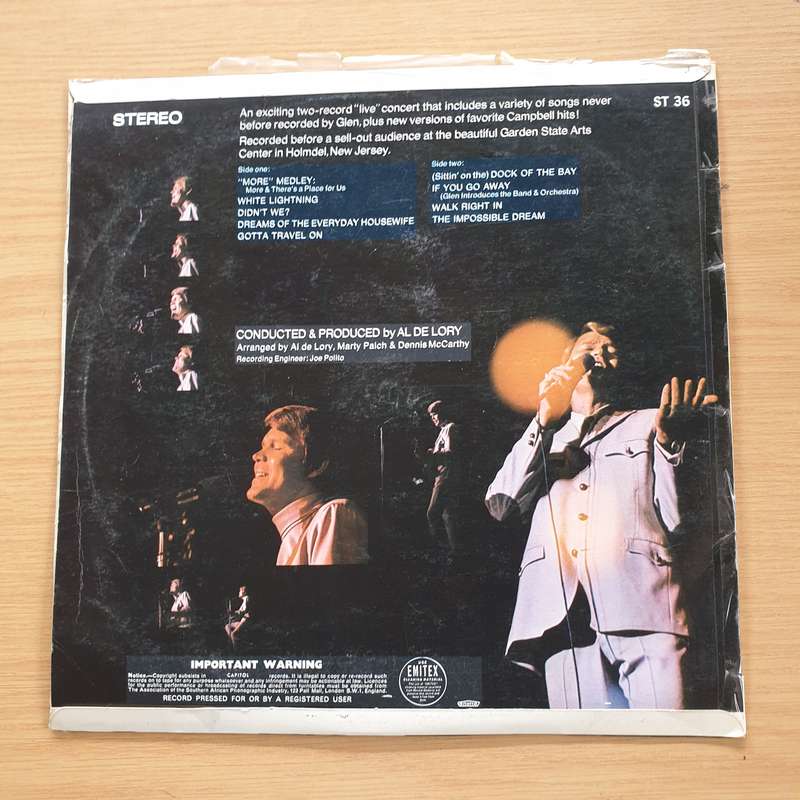 STEREO
An exciting two-record "live" concert that includes a variety of songs never
before recorded by Glen, plus new versions of favorite Campbell hits!
Recorded before a sell-out audience at the beautiful Garden State Arts
Center in Holmdel, New Jersey.
ST 36
Side one:
"MORE" MEDLEY:
More & There's a Place for Us
WHITE LIGHTNING
DIDN'T WE?
DREAMS OF THE EVERYDAY HOUSEWIFE
GOTTA TRAVEL ON
Side two:
(Sittin' on the) DOCK OF THE BAY
IF YOU GO AWAY
(Glen Introduces the Band & Orchestra)
WALK RIGHT IN
THE IMPOSSIBLE DREAM
CONDUCTED & PRODUCED by AL DE LORY
Arranged by Al de Lory, Marty Paich & Dennis McCarthy
Recording Engineer: Joe Polito
IMPORTANT WARNING
Notice.—Copyright subsists in CAPITOL records. It is illegal to copy or re-record such
records on to tape for any purpose whatsoever and any infringement may be actionable at law. Licences
for the public performance or broadcasting of records direct from turntables must be obtained from
The Association of the Southern African Phonographic Industry, 123 Pall Mall, London S.W.1, England.
RECORD PRESSED FOR OR BY A REGISTERED USER
USE
EMITEX
CLEANING MATERIAL